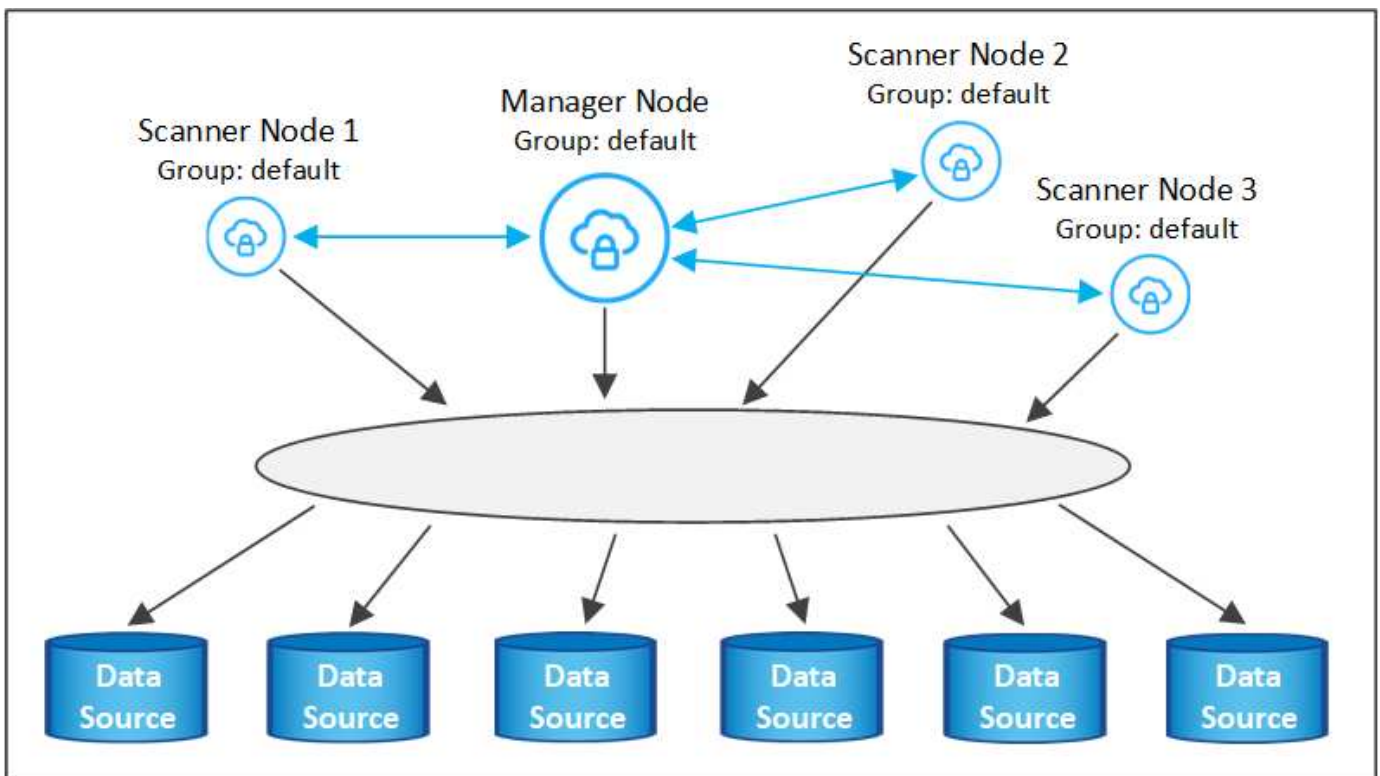 Scanner Node 2
Group: default
Manager Node
Group: default
Scanner Node 1
Group: default
Scanner Node 3
Group: default
Data
Source
Data
Source
Data
Source
Data
Source
Data
Source
Data
Source